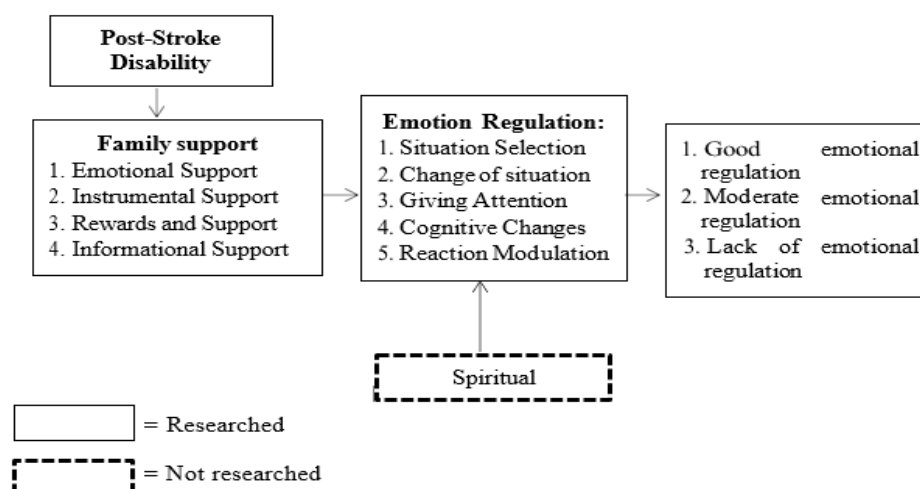 Post-Stroke
Disability
Family support
1. Emotional Support
2. Instrumental Support
3. Rewards and Support
4. Informational Support
Emotion Regulation:
1. Situation Selection
2. Change of situation
3. Giving Attention
4. Cognitive Changes
5. Reaction Modulation
1. Good emotional
regulation
2. Moderate emotional
regulation
3. Lack of emotional
regulation
Spiritual
= Researched
= Not researched